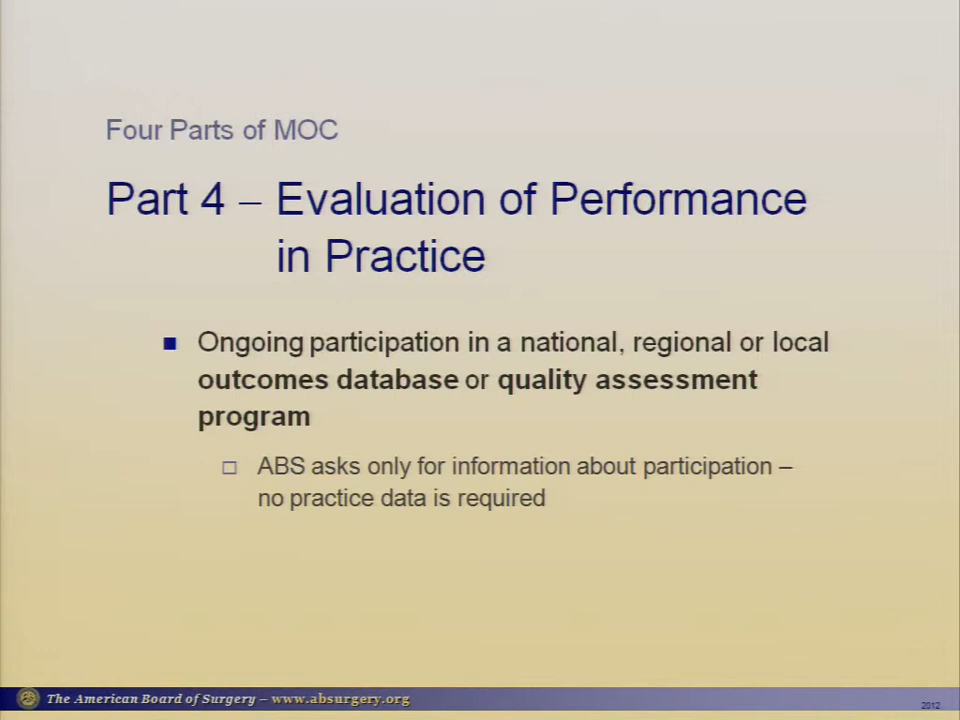 Four Parts of MOC
Part 4 – Evaluation of Performance
in Practice
Ongoing participation in a national, regional or local
outcomes database or quality assessment
program
ABS asks only for information about participation –
no practice data is required
The American Board of Surgery – www.absurgery.org
2012